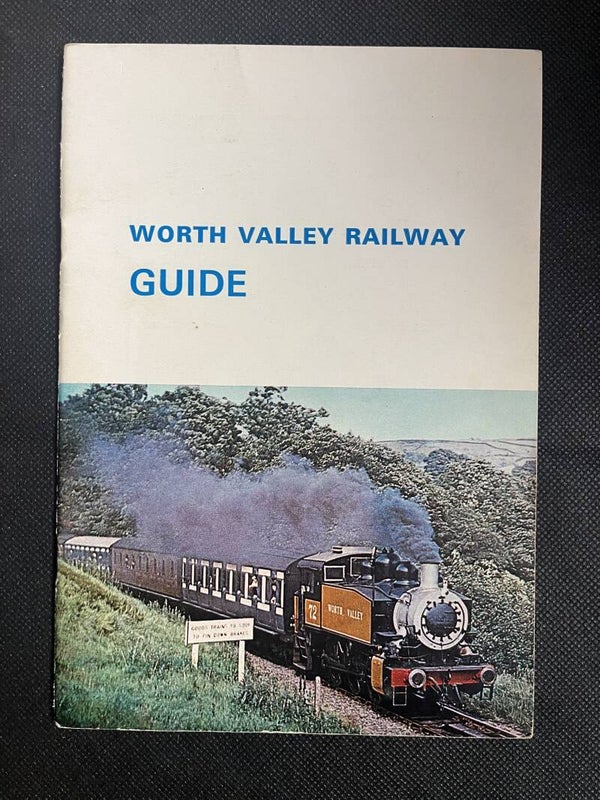 WORTH VALLEY RAILWAY
GUIDE
72
WORTH VALLEY
GOODS TRAINS TO STOP
TO PIN DOWN BRAKES